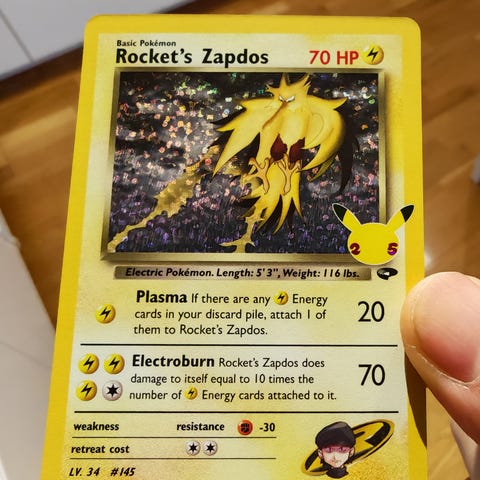 Basic Pokémon
Rocket's Zapdos 70 HP
25
Electric Pokémon. Length: 5' 3", Weight: 116 lbs.
Plasma If there are any Energy
cards in your discard pile, attach 1 of
them to Rocket's Zapdos.
20
Electroburn Rocket's Zapdos does
damage to itself equal to 10 times the
number of Energy cards attached to it.
70
weakness resistance -30
retreat cost
LV. 34 #145